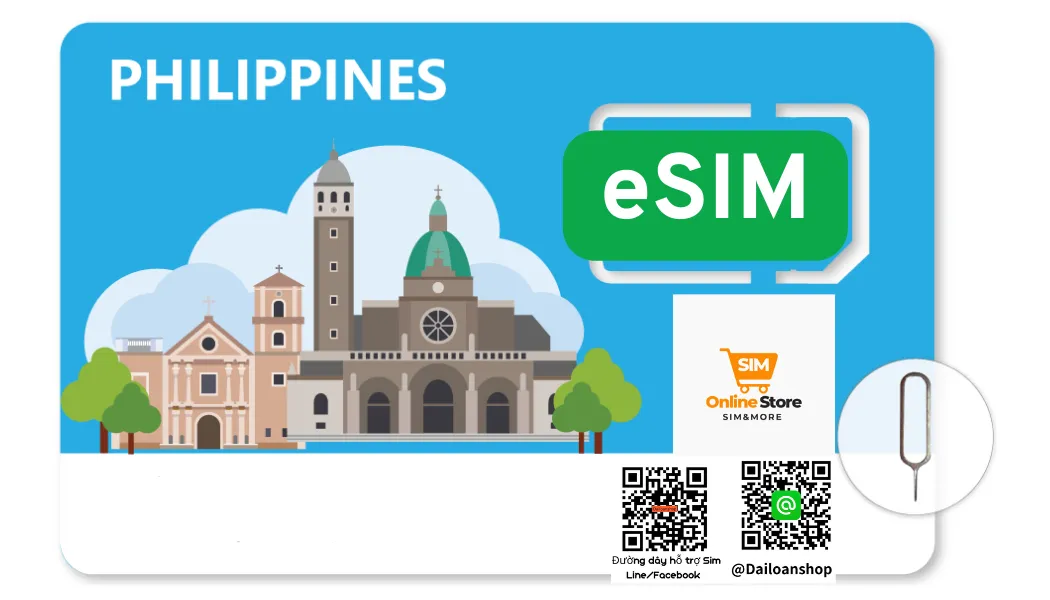 PHILIPPINES
eSIM
SIM
Online Store
SIM&MORE
@
Đường dây hỗ trợ Sim
Line/Facebook
@Dailoanshop